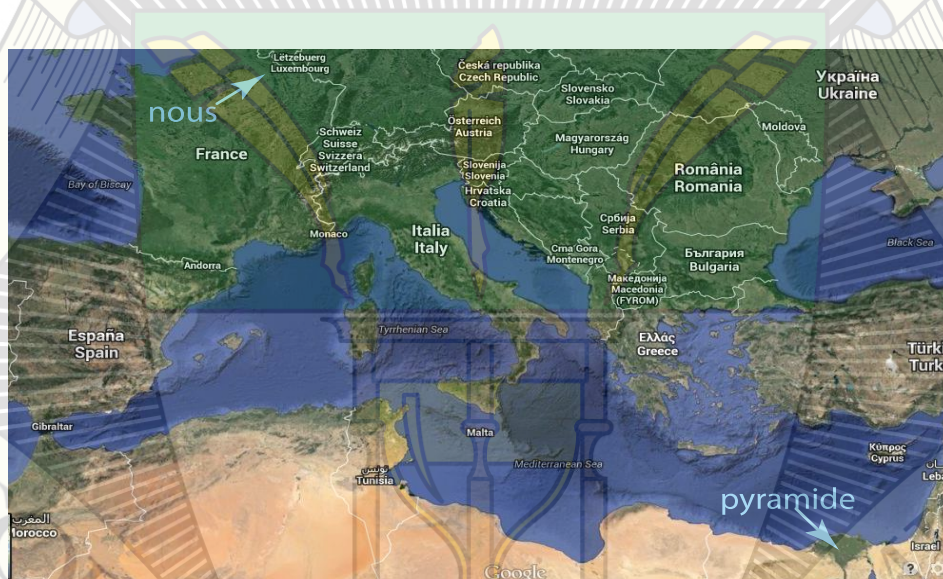 Lëtzebuerg
Luxembourg
Česká republika
Czech Republic
Україна
Ukraine
nous
Slovensko
Slovakia
Österreich
Austria
Moldova
Schweiz
Suisse
Svizzera
Switzerland
Magyarország
Hungary
France
Slovenija
Slovenia
România
Romania
Bay of Biscay
Hrvatska
Croatia
Србија
Serbia
Monaco
Italia
Italy
Black Sea
Crna Gora
Montenegro
България
Bulgaria
Andorra
Македонија
Macedonia
(FYROM)
España
Spain
Tyrrhenian Sea
Ελλάς
Greece
Türk
Turk
Gibraltar
Malta
Κύπρος
Cyprus
Mediterranean Sea
تونس
Tunisia
Leb
pyramide
المغرب
Morocco
Israel
Google
?